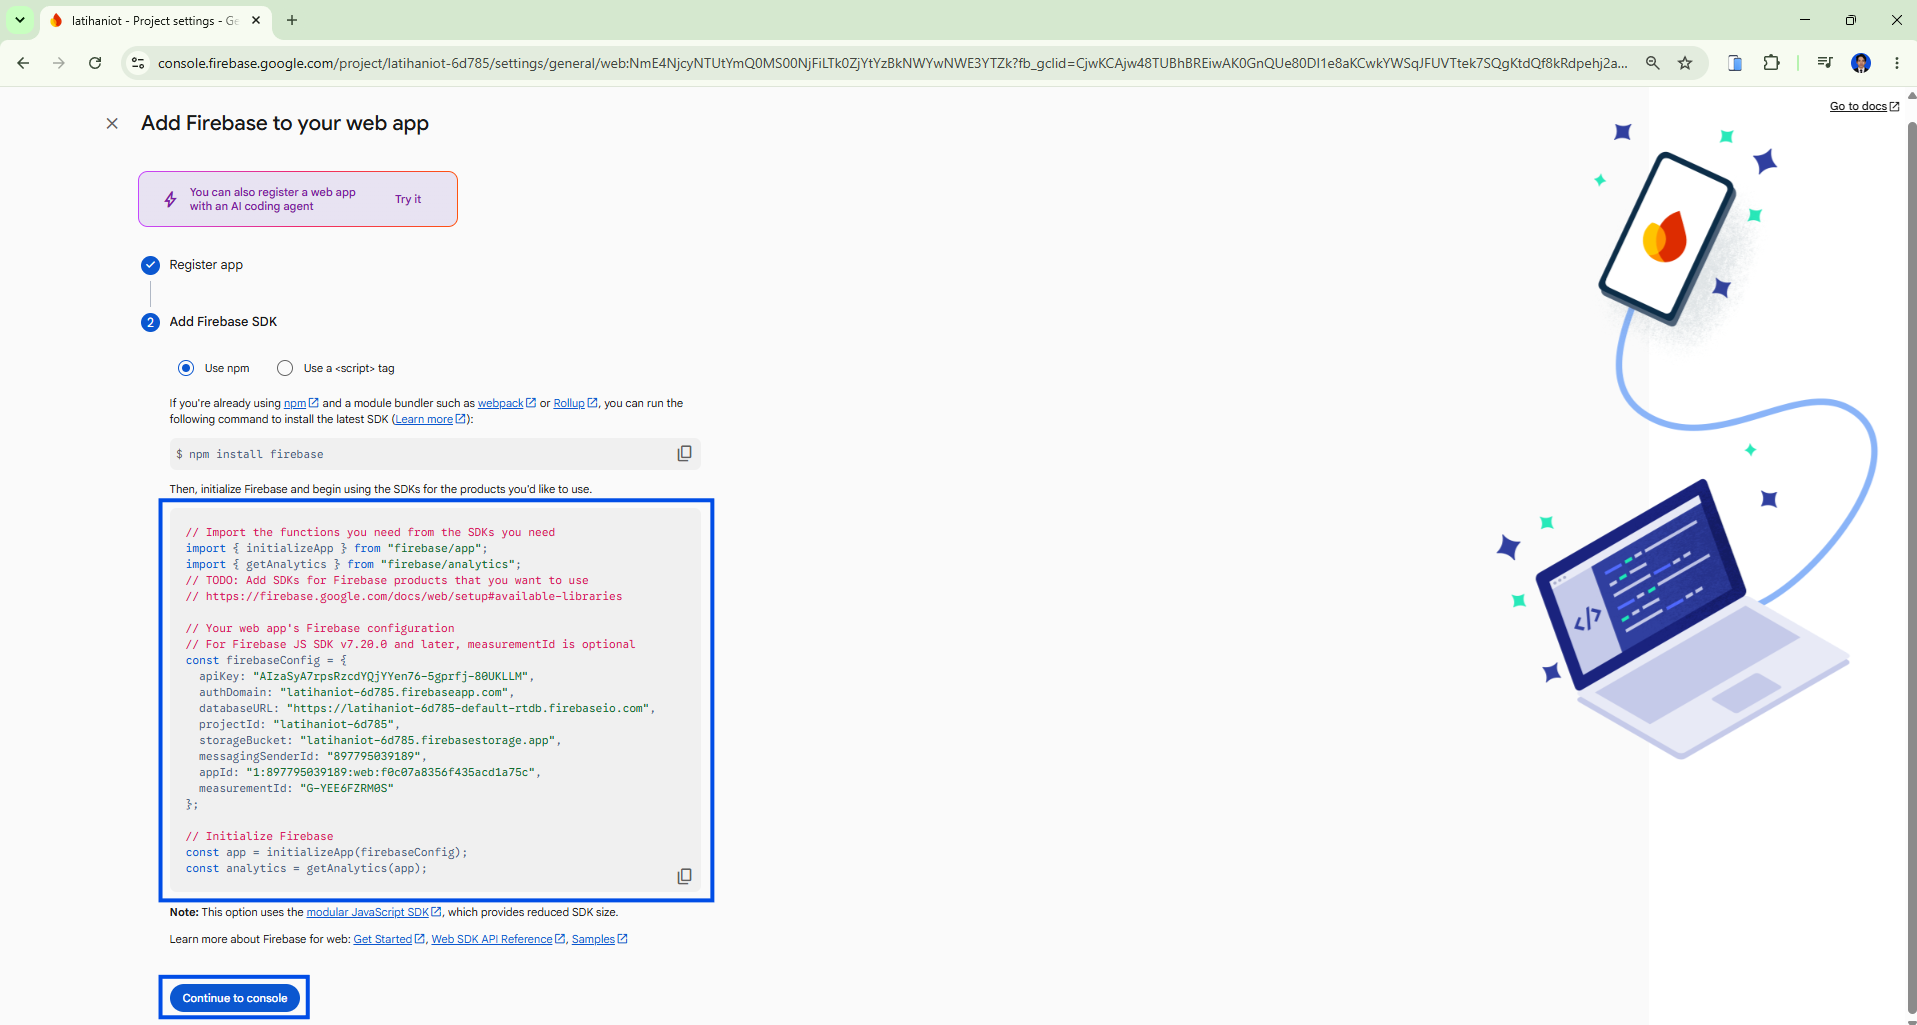 latihaniot - Project settings - Ge
console.firebase.google.com/project/latihaniot-6d785/settings/general/web:NmE4NjcyNTUtYmQ0MS00NjFiLTk0ZjYtYzBkNWYwNWE3YTZk?fb_gclid=CjwKCAjw48TUBhBREiwAK0GnQUe80DI1e8aKCwkYWSqJFUVTtek7SQgKtdQf8kRdpehj2a...
Go to docs
Add Firebase to your web app
You can also register a web app
with an AI coding agent
Try it
Register app
2 Add Firebase SDK
Use npm
Use a <script> tag
If you're already using npm and a module bundler such as webpack or Rollup, you can run the
following command to install the latest SDK (Learn more):
$ npm install firebase
Then, initialize Firebase and begin using the SDKs for the products you'd like to use.
// Import the functions you need from the SDKs you need
import { initializeApp } from "firebase/app";
import { getAnalytics } from "firebase/analytics";
// TODO: Add SDKs for Firebase products that you want to use
// https://firebase.google.com/docs/web/setup#available-libraries
// Your web app's Firebase configuration
// For Firebase JS SDK v7.20.0 and later, measurementId is optional
const firebaseConfig = {
apiKey: "AIzaSyA7rpsRzcdYQjYYen76-5gprfj-80UKLLM",
authDomain: "latihaniot-6d785.firebaseapp.com",
databaseURL: "https://latihaniot-6d785-default-rtdb.firebaseio.com",
projectId: "latihaniot-6d785",
storageBucket: "latihaniot-6d785.firebasestorage.app",
messagingSenderId: "897795039189",
appId: "1:897795039189:web:f0c07a8356f435acd1a75c",
measurementId: "G-YEE6FZRM0S"
};
// Initialize Firebase
const app = initializeApp(firebaseConfig);
const analytics = getAnalytics(app);
Note: This option uses the modular JavaScript SDK, which provides reduced SDK size.
Learn more about Firebase for web: Get Started, Web SDK API Reference, Samples
Continue to console